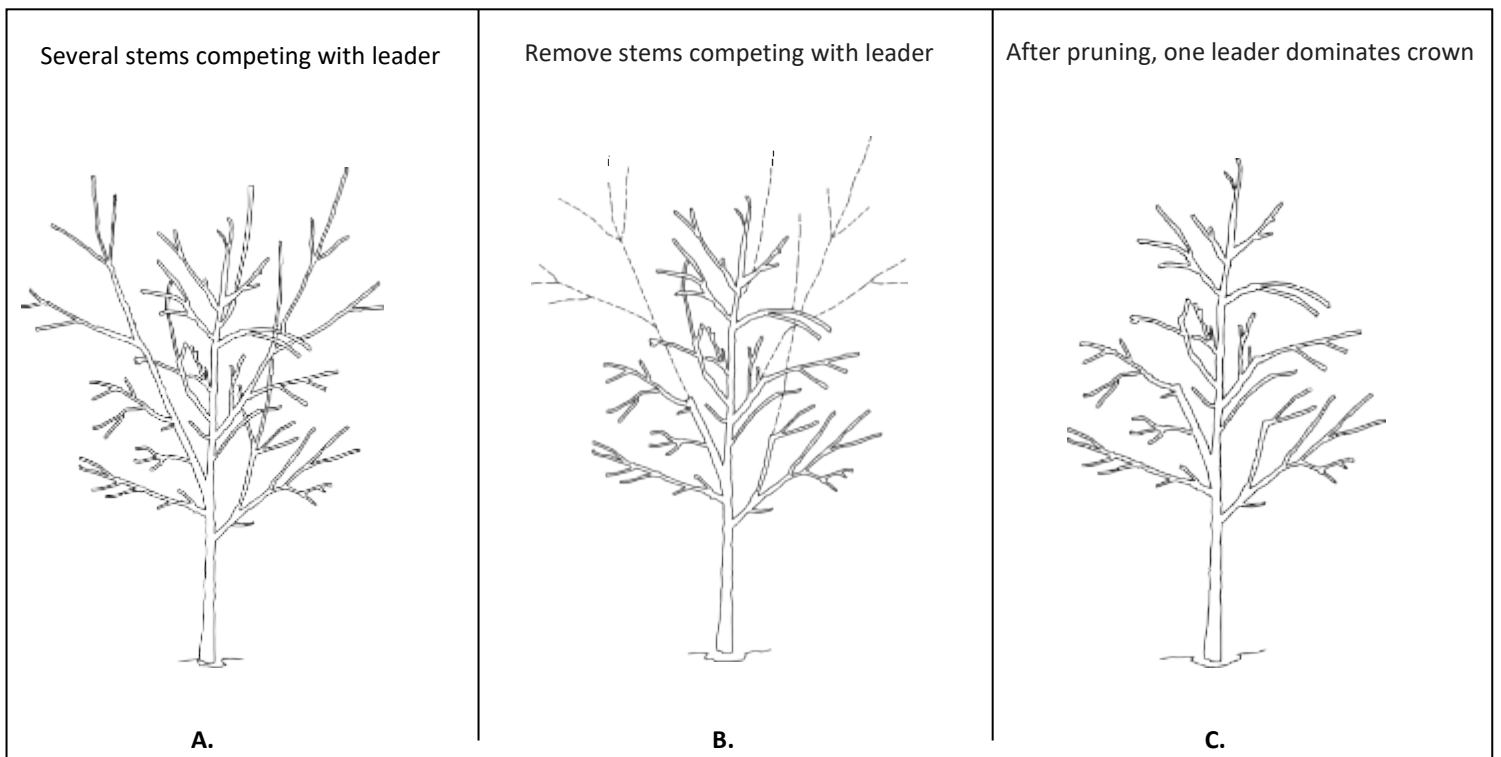 Several stems competing with leader
Remove stems competing with leader
After pruning, one leader dominates crown
A.
B.
C.